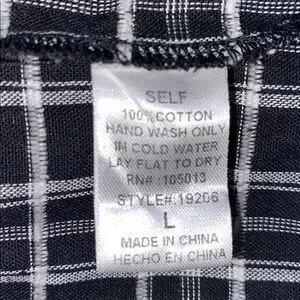 SELF
100% COTTON
HAND WASH ONLY
IN COLD WATER
LAY FLAT TO DRY
RN#: 105013
STYLE#: 19206
L
MADE IN CHINA
HECHO EN CHINA